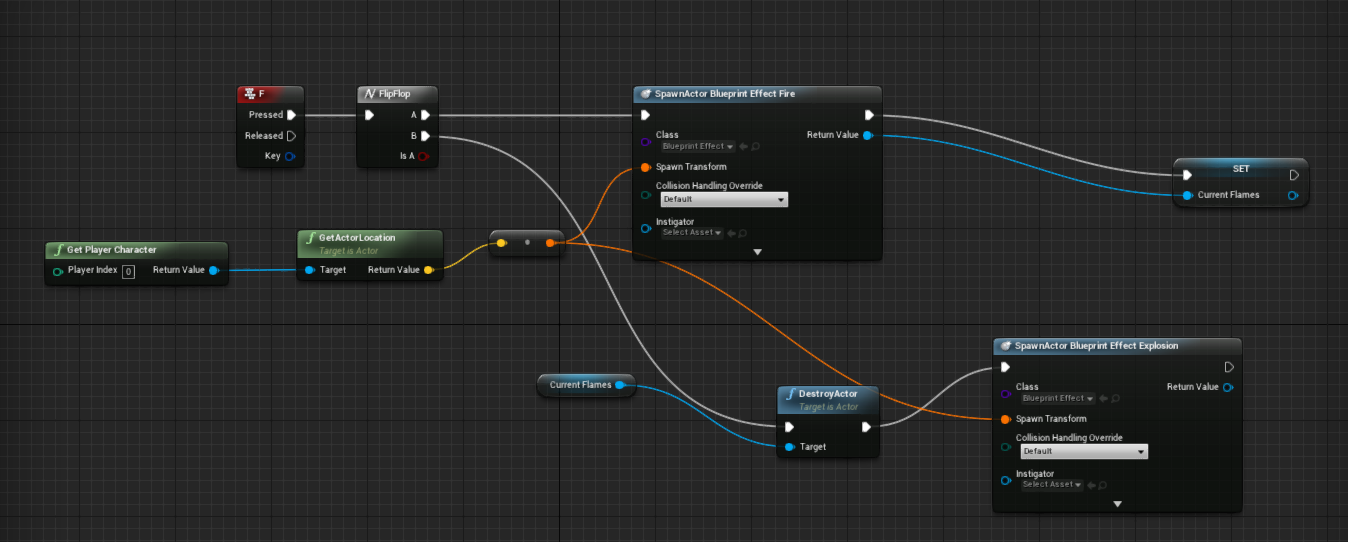 F
Pressed
Released
Key
FlipFlop
A
B
Is A
SpawnActor Blueprint Effect Fire
Class
Blueprint Effect
Return Value
Spawn Transform
Collision Handling Override
Default
Instigator
Select Asset
SET
Current Flames
Get Player Character
Player Index 0 Return Value
GetActorLocation
Target is Actor
Target Return Value
Current Flames
DestroyActor
Target is Actor
Target
SpawnActor Blueprint Effect Explosion
Class
Blueprint Effect
Return Value
Spawn Transform
Collision Handling Override
Default
Instigator
Select Asset